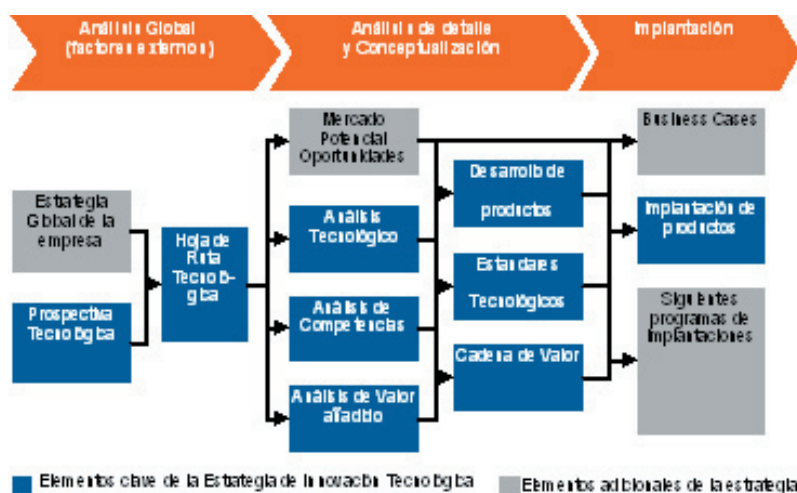 Análisis Global
(factores externos)
Análisis de detalle
y Conceptualización
Implantación
Mercado
Potencial
Oportunidades
Business Cases
Estrategia
Global de la
empresa
Hoja de
Ruta
Tecnoló-
gica
Análisis
Tecnológico
Desarrollo de
productos
Implantación de
productos
Prospectiva
Tecnológica
Análisis de
Competencias
Estándares
Tecnológicos
Siguientes
programas de
Implantaciones
Análisis de Valor
añadido
Cadena de Valor
Elementos clave de la Estrategia de Innovación Tecnológica
Elementos adicionales de la estrategia